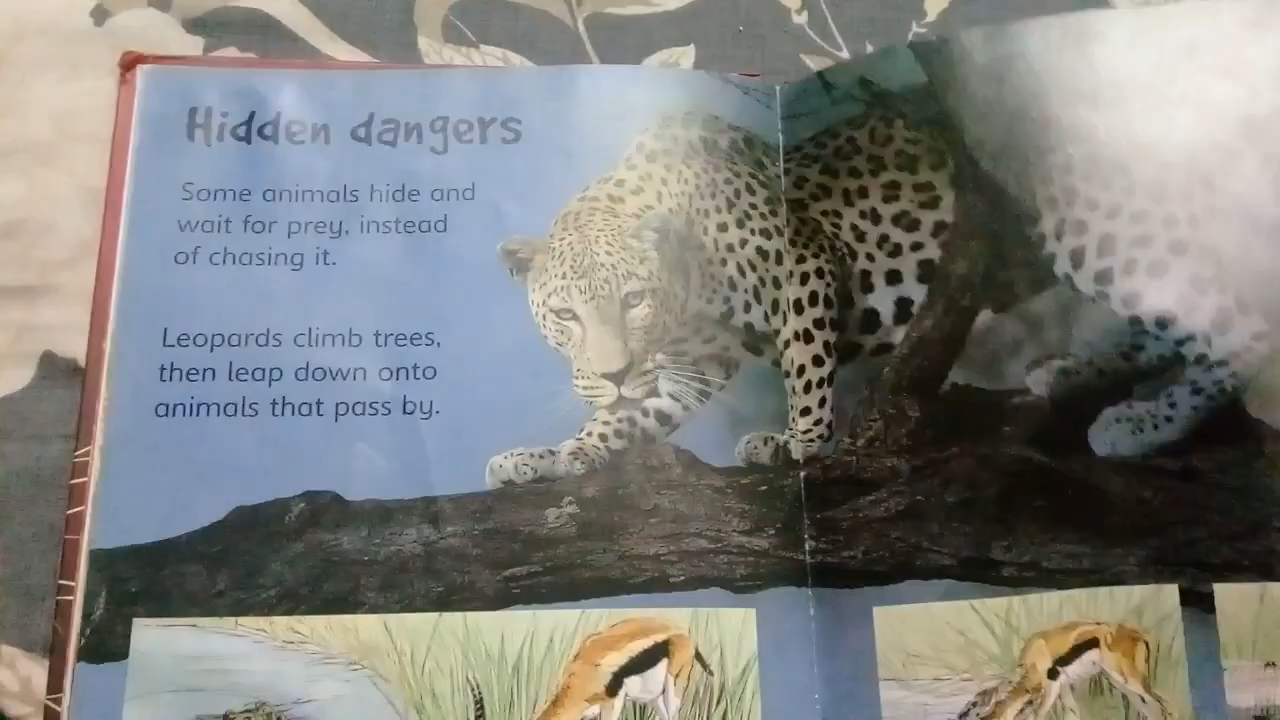 Hidden dangers
Some animals hide and
wait for prey, instead
of chasing it.
Leopards climb trees,
then leap down onto
animals that pass by.